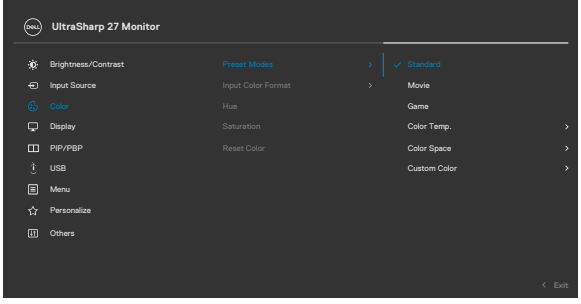 DELL UltraSharp 27 Monitor
Brightness/Contrast Preset Modes Standard
Input Source Input Color Format Movie
Color Hue Game
Display Saturation Color Temp.
PIP/PBP Reset Color Color Space
USB Custom Color
Menu
Personalize
Others
Exit